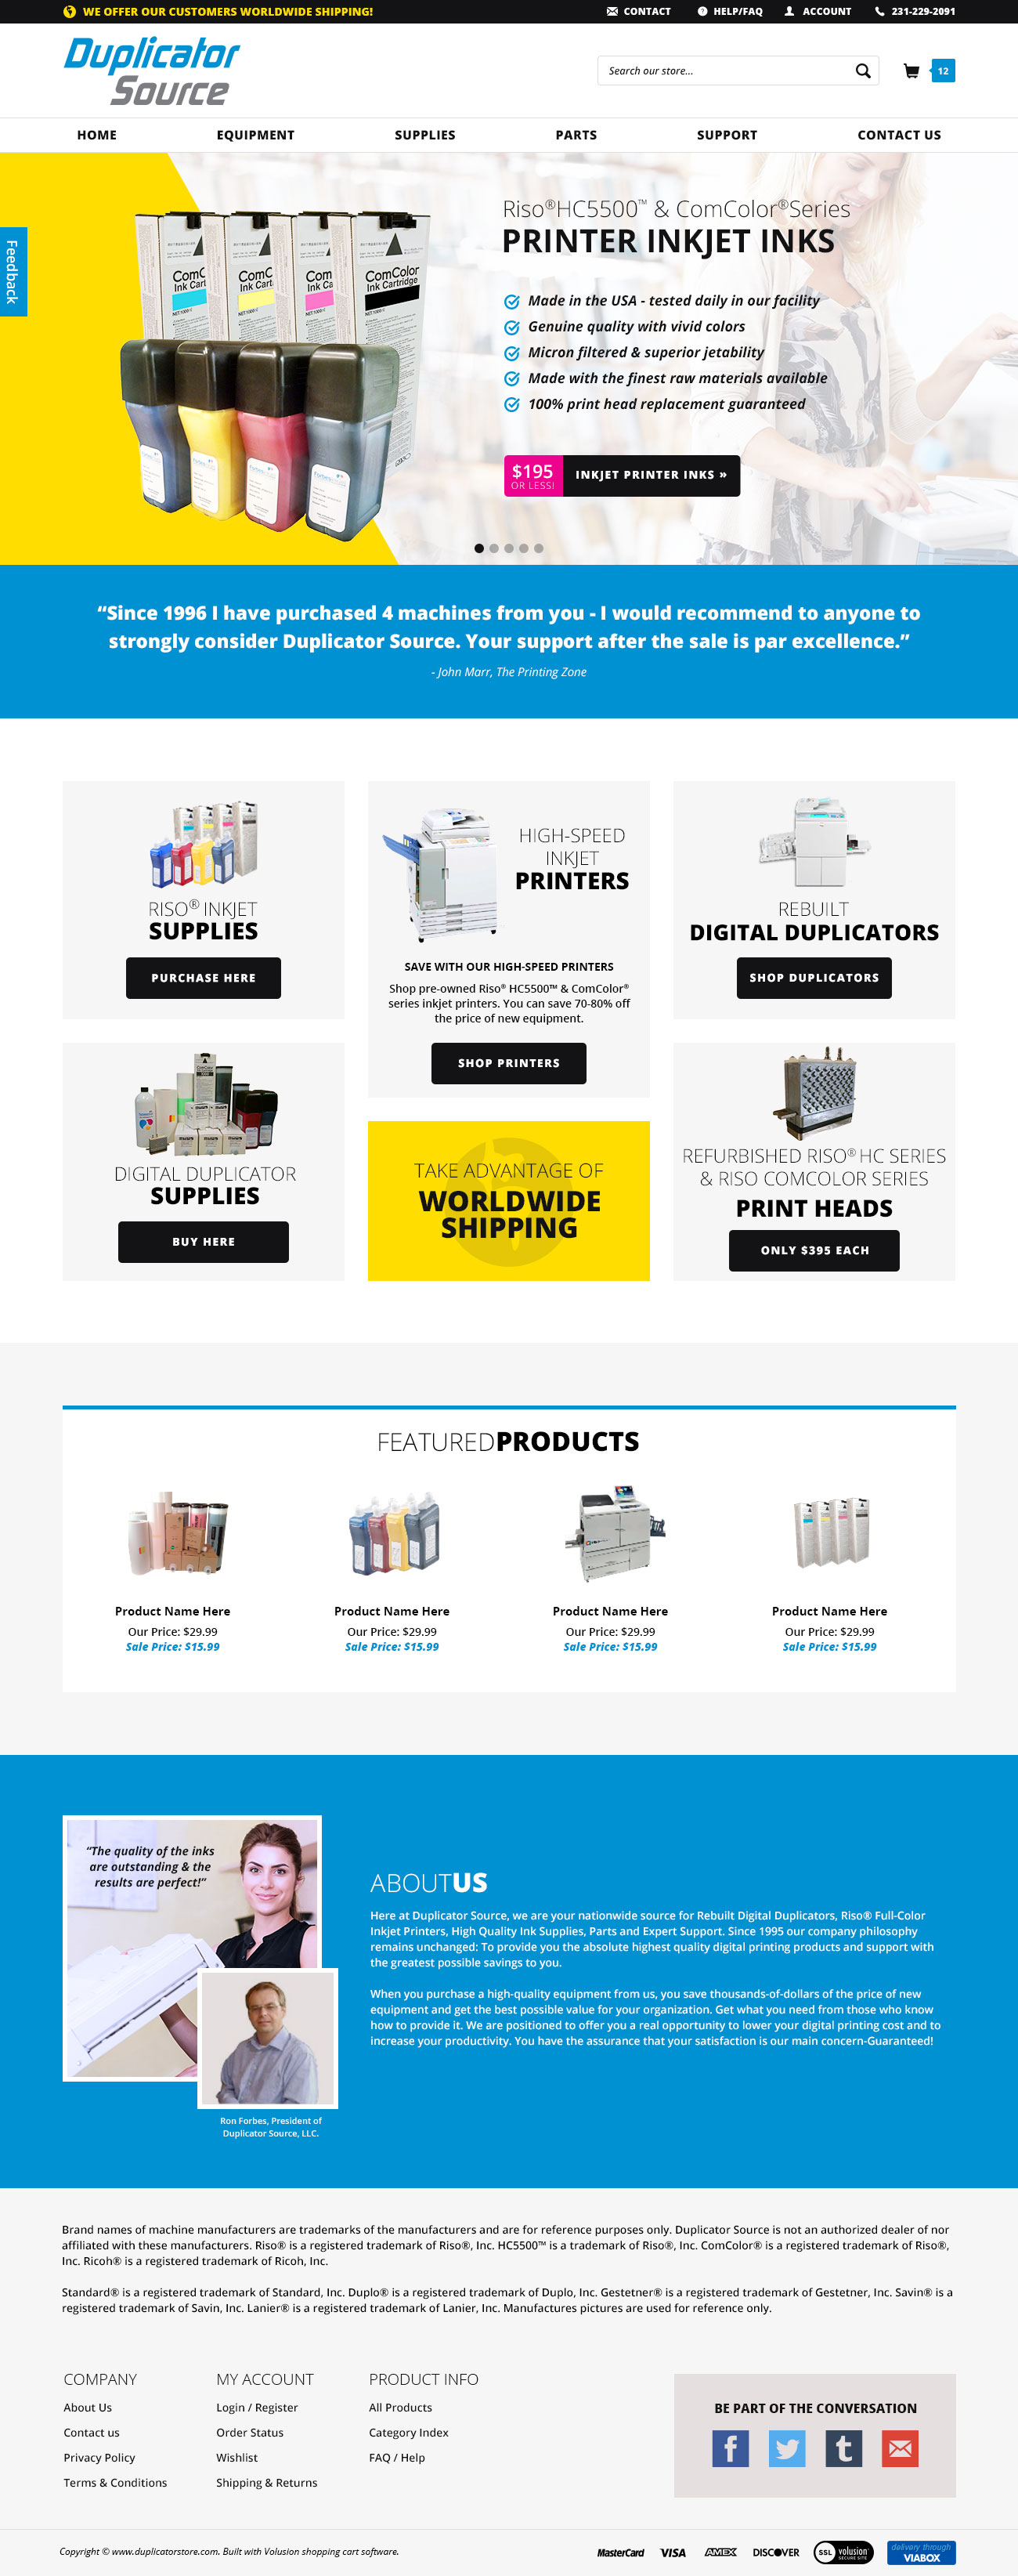 WE OFFER OUR CUSTOMERS WORLDWIDE SHIPPING!
CONTACT
HELP/FAQ
ACCOUNT
231-229-2091
Duplicator
Source
Search our store...
12
HOME
EQUIPMENT
SUPPLIES
PARTS
SUPPORT
CONTACT US
Feedback
ComColor
Ink Cartridge
Riso®HC5500™ & ComColor®Series
PRINTER INKJET INKS
Made in the USA - tested daily in our facility
Genuine quality with vivid colors
Micron filtered & superior jetability
Made with the finest raw materials available
100% print head replacement guaranteed
$195
OR LESS!
INKJET PRINTER INKS »
“Since 1996 I have purchased 4 machines from you - I would recommend to anyone to
strongly consider Duplicator Source. Your support after the sale is par excellence.”
- John Marr, The Printing Zone
RISO® INKJET
SUPPLIES
PURCHASE HERE
HIGH-SPEED
INKJET
PRINTERS
SAVE WITH OUR HIGH-SPEED PRINTERS
Shop pre-owned Riso® HC5500™ & ComColor®
series inkjet printers. You can save 70-80% off
the price of new equipment.
SHOP PRINTERS
REBUILT
DIGITAL DUPLICATORS
SHOP DUPLICATORS
DIGITAL DUPLICATOR
SUPPLIES
BUY HERE
TAKE ADVANTAGE OF
WORLDWIDE
SHIPPING
REFURBISHED RISO® HC SERIES
& RISO COMCOLOR SERIES
PRINT HEADS
ONLY $395 EACH
FEATUREDPRODUCTS
Product Name Here
Our Price: $29.99
Sale Price: $15.99
Product Name Here
Our Price: $29.99
Sale Price: $15.99
Product Name Here
Our Price: $29.99
Sale Price: $15.99
Product Name Here
Our Price: $29.99
Sale Price: $15.99
“The quality of the inks
are outstanding & the
results are perfect!”
Ron Forbes, President of
Duplicator Source, LLC.
ABOUTUS
Here at Duplicator Source, we are your nationwide source for Rebuilt Digital Duplicators, Riso® Full-Color
Inkjet Printers, High Quality Ink Supplies, Parts and Expert Support. Since 1995 our company philosophy
remains unchanged: To provide you the absolute highest quality digital printing products and support with
the greatest possible savings to you.
When you purchase a high-quality equipment from us, you save thousands-of-dollars of the price of new
equipment and get the best possible value for your organization. Get what you need from those who know
how to provide it. We are positioned to offer you a real opportunity to lower your digital printing cost and to
increase your productivity. You have the assurance that your satisfaction is our main concern-Guaranteed!
Brand names of machine manufacturers are trademarks of the manufacturers and are for reference purposes only. Duplicator Source is not an authorized dealer of nor
affiliated with these manufacturers. Riso® is a registered trademark of Riso®, Inc. HC5500™ is a trademark of Riso®, Inc. ComColor® is a registered trademark of Riso®,
Inc. Ricoh® is a registered trademark of Ricoh, Inc.
Standard® is a registered trademark of Standard, Inc. Duplo® is a registered trademark of Duplo, Inc. Gestetner® is a registered trademark of Gestetner, Inc. Savin® is a
registered trademark of Savin, Inc. Lanier® is a registered trademark of Lanier, Inc. Manufactures pictures are used for reference only.
COMPANY
About Us
Contact us
Privacy Policy
Terms & Conditions
MY ACCOUNT
Login / Register
Order Status
Wishlist
Shipping & Returns
PRODUCT INFO
All Products
Category Index
FAQ / Help
BE PART OF THE CONVERSATION
Copyright © www.duplicatorstore.com. Built with Volusion shopping cart software.
MasterCard
VISA
AMEX
DISCOVER
SSL
volusion
SECURE SITE
delivery through
VIABOX